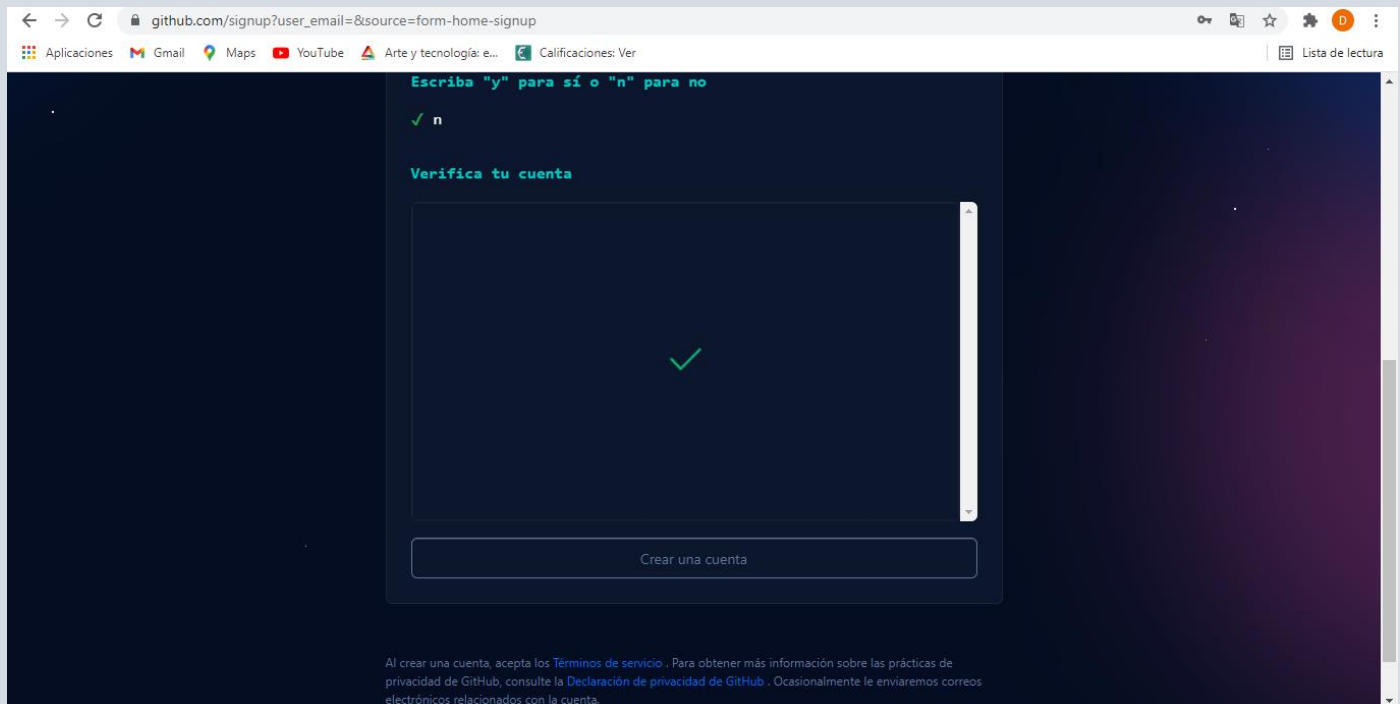 github.com/signup?user_email=&source=form-home-signup
D
Aplicaciones Gmail Maps YouTube Arte y tecnología: e... Calificaciones: Ver Lista de lectura
Escriba "y" para sí o "n" para no
✓ n
Verifica tu cuenta
Crear una cuenta
Al crear una cuenta, acepta los Términos de servicio . Para obtener más información sobre las prácticas de
privacidad de GitHub, consulte la Declaración de privacidad de GitHub . Ocasionalmente le enviaremos correos
electrónicos relacionados con la cuenta.